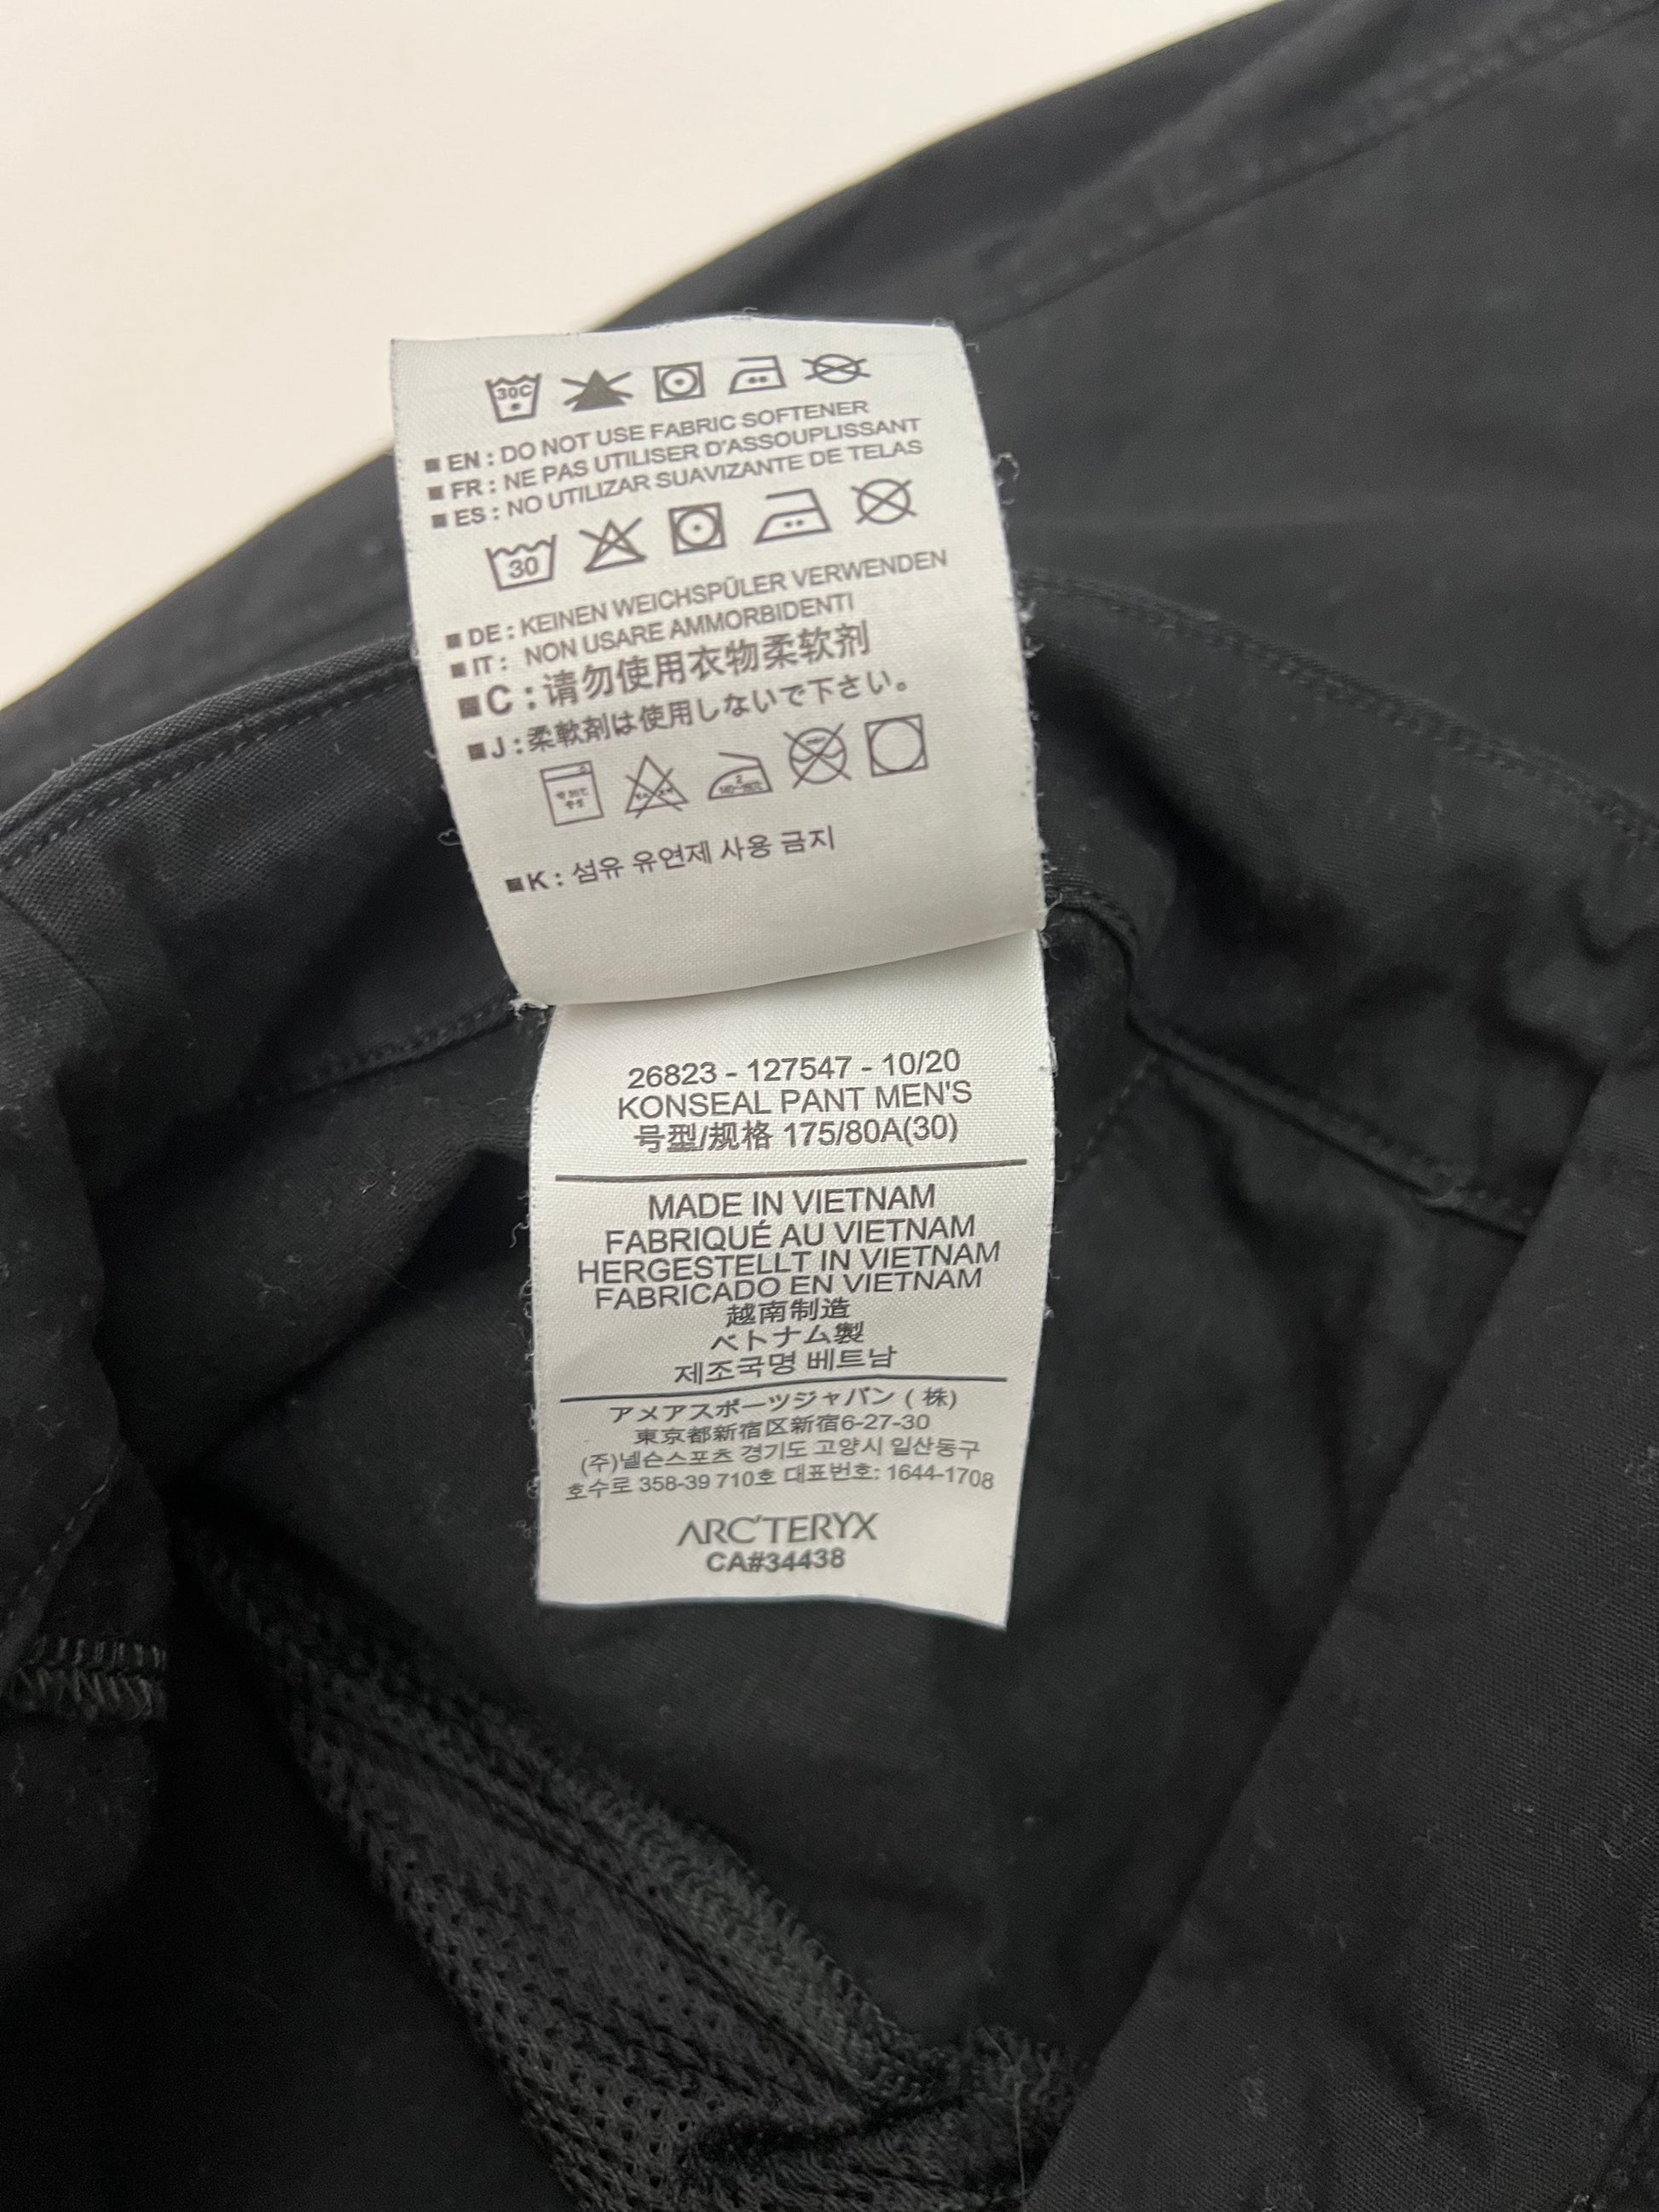 30C
■ EN : DO NOT USE FABRIC SOFTENER
■ FR : NE PAS UTILISER D'ASSOUPLISSANT
■ ES : NO UTILIZAR SUAVIZANTE DE TELAS
30
■ DE : KEINEN WEICHSPÜLER VERWENDEN
■ IT : NON USARE AMMORBIDENTI
■ C : 请勿使用衣物柔软剂
■ J : 柔軟剤は使用しないで下さい。
2
■ K : 섬유 유연제 사용 금지
26823 - 127547 - 10/20
KONSEAL PANT MEN'S
号型/规格 175/80A(30)
MADE IN VIETNAM
FABRIQUÉ AU VIETNAM
HERGESTELLT IN VIETNAM
FABRICADO EN VIETNAM
越南制造
ベトナム製
제조국명 베트남
アメアスポーツジャパン ( 株)
東京都新宿区新宿6-27-30
(주)넬슨스포츠 경기도 고양시 일산동구
호수로 358-39 710호 대표번호: 1644-1708
ARC'TERYX
CA#34438